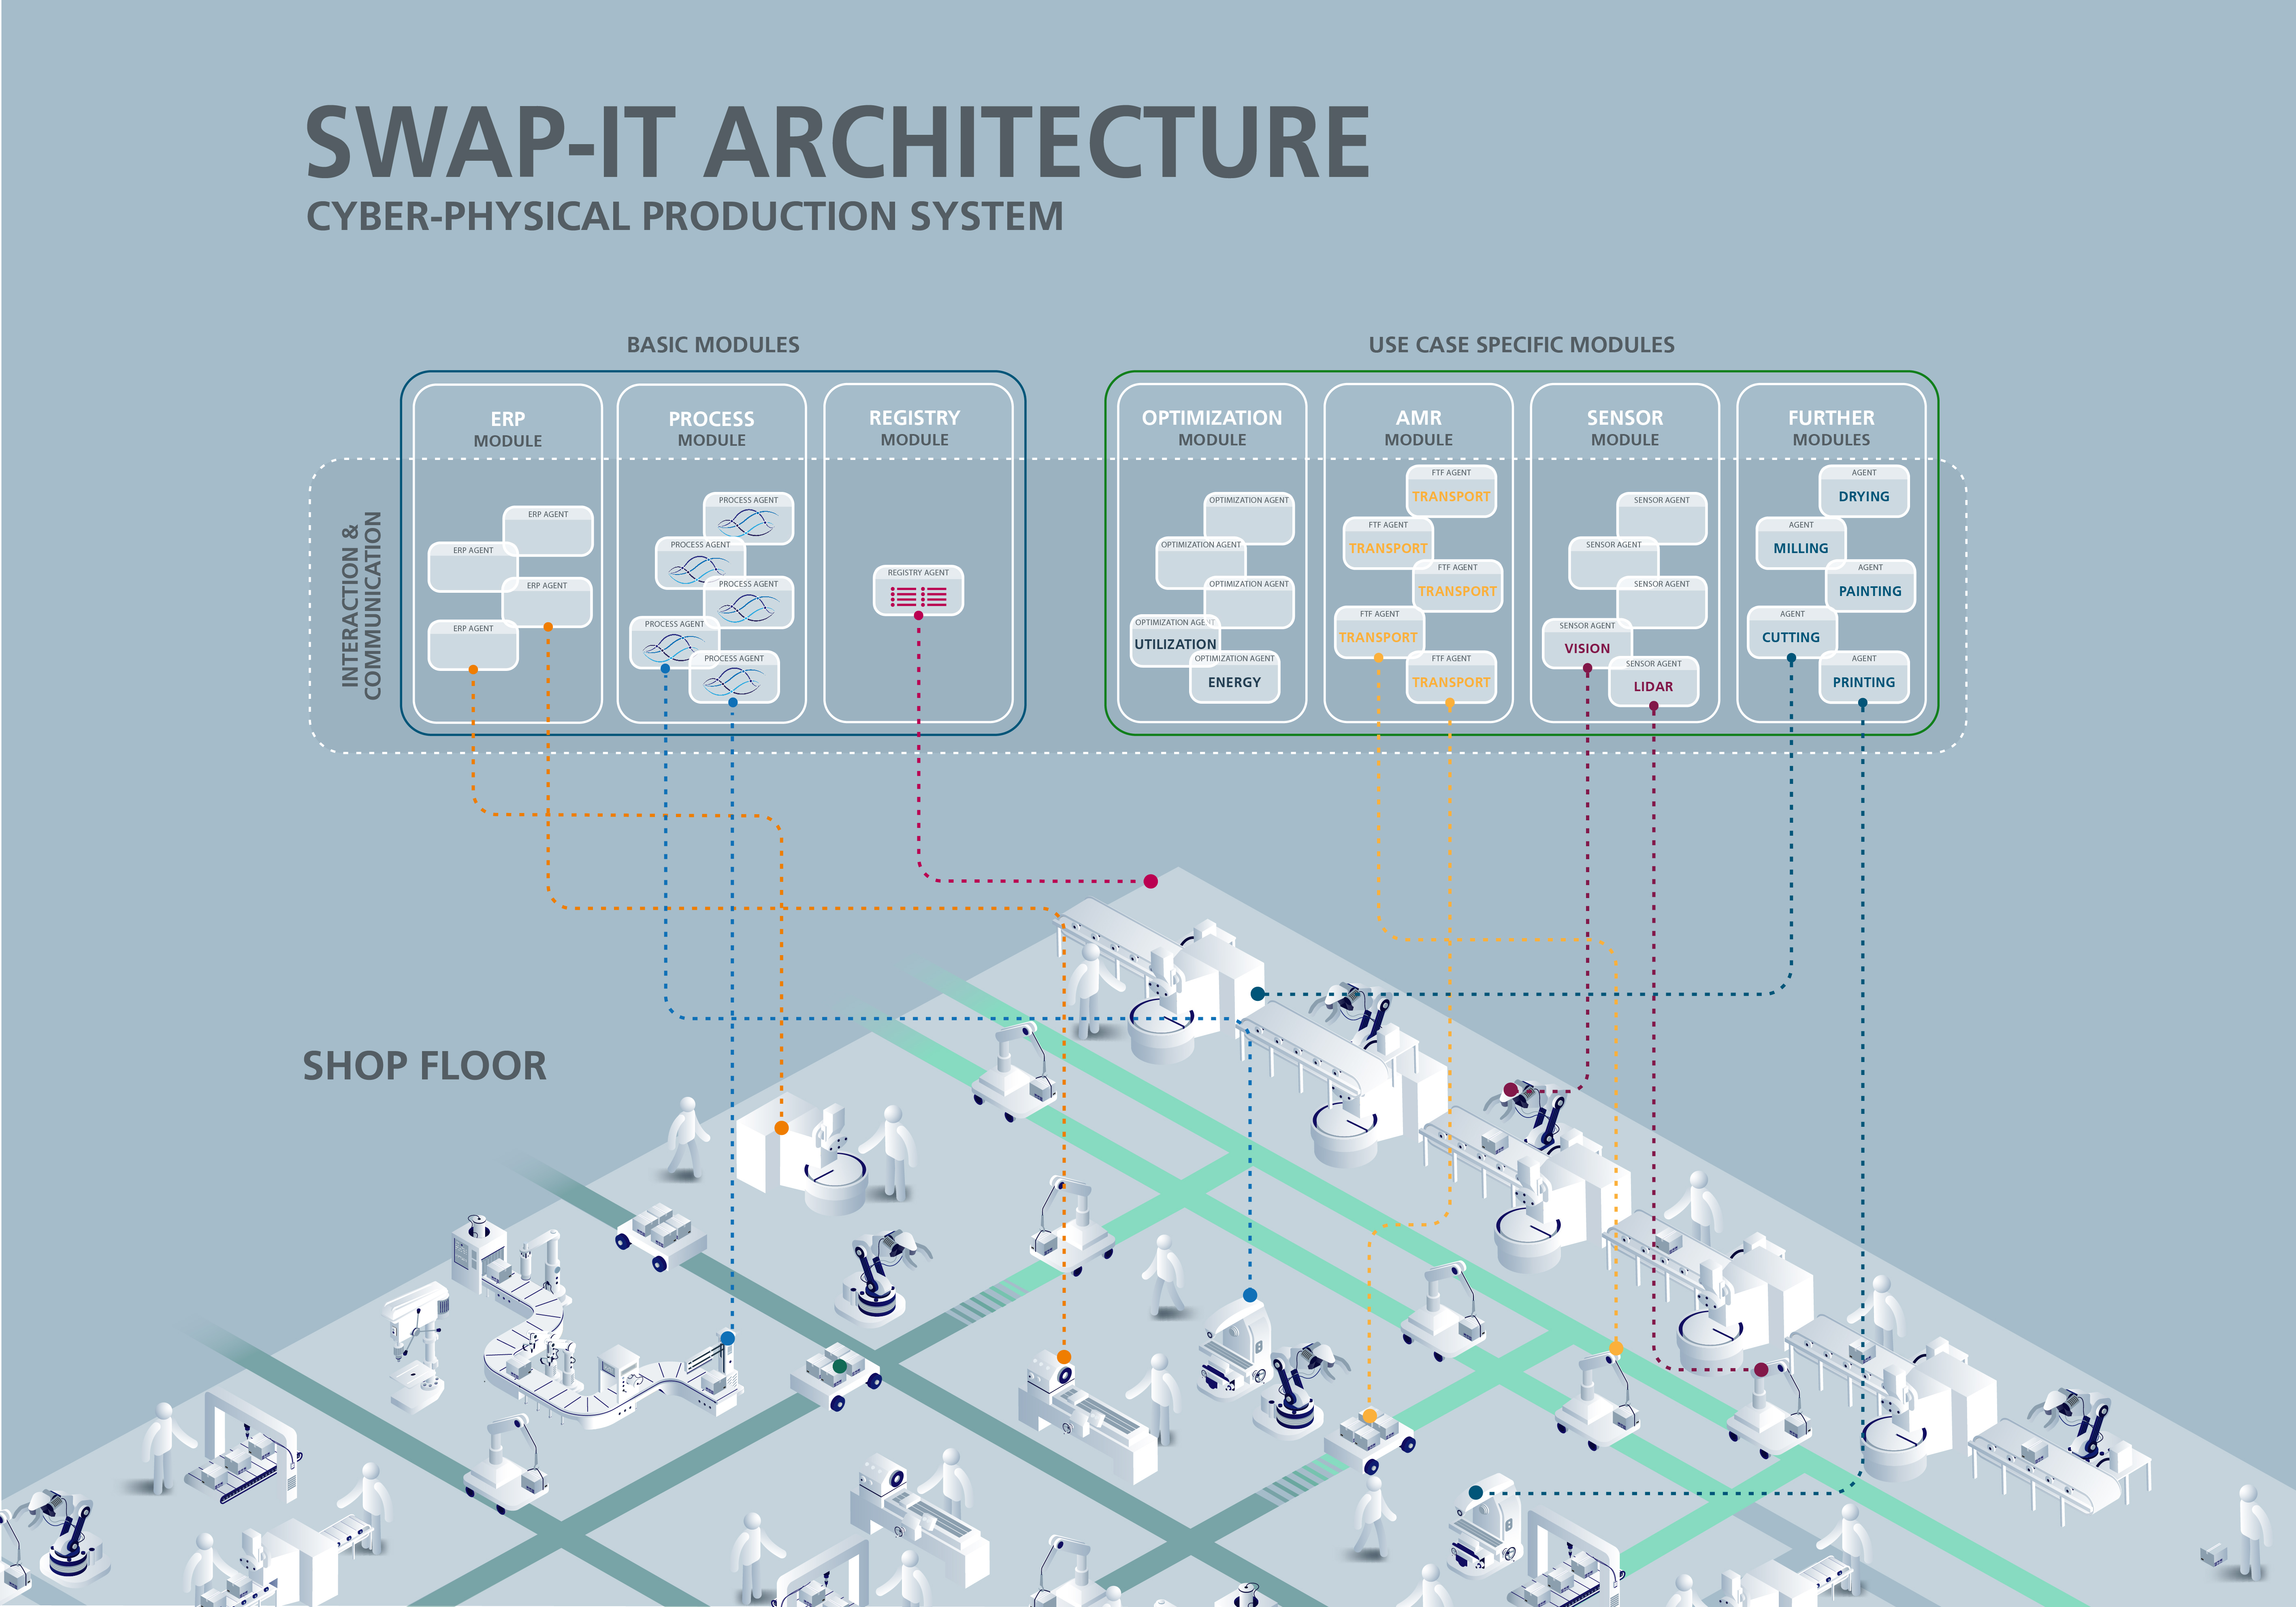 SWAP-IT ARCHITECTURE
CYBER-PHYSICAL PRODUCTION SYSTEM
BASIC MODULES
USE CASE SPECIFIC MODULES
INTERACTION &
COMMUNICATION
ERP
MODULE
ERP AGENT
ERP AGENT
ERP AGENT
ERP AGENT
PROCESS
MODULE
PROCESS AGENT
PROCESS AGENT
PROCESS AGENT
PROCESS AGENT
PROCESS AGENT
REGISTRY
MODULE
REGISTRY AGENT
OPTIMIZATION
MODULE
OPTIMIZATION AGENT
OPTIMIZATION AGENT
OPTIMIZATION AGENT
OPTIMIZATION AGENT
UTILIZATION
OPTIMIZATION AGENT
ENERGY
AMR
MODULE
FTF AGENT
TRANSPORT
FTF AGENT
TRANSPORT
FTF AGENT
TRANSPORT
FTF AGENT
TRANSPORT
FTF AGENT
TRANSPORT
SENSOR
MODULE
SENSOR AGENT
SENSOR AGENT
SENSOR AGENT
SENSOR AGENT
VISION
SENSOR AGENT
LIDAR
FURTHER
MODULES
AGENT
DRYING
AGENT
MILLING
AGENT
PAINTING
AGENT
CUTTING
AGENT
PRINTING
SHOP FLOOR